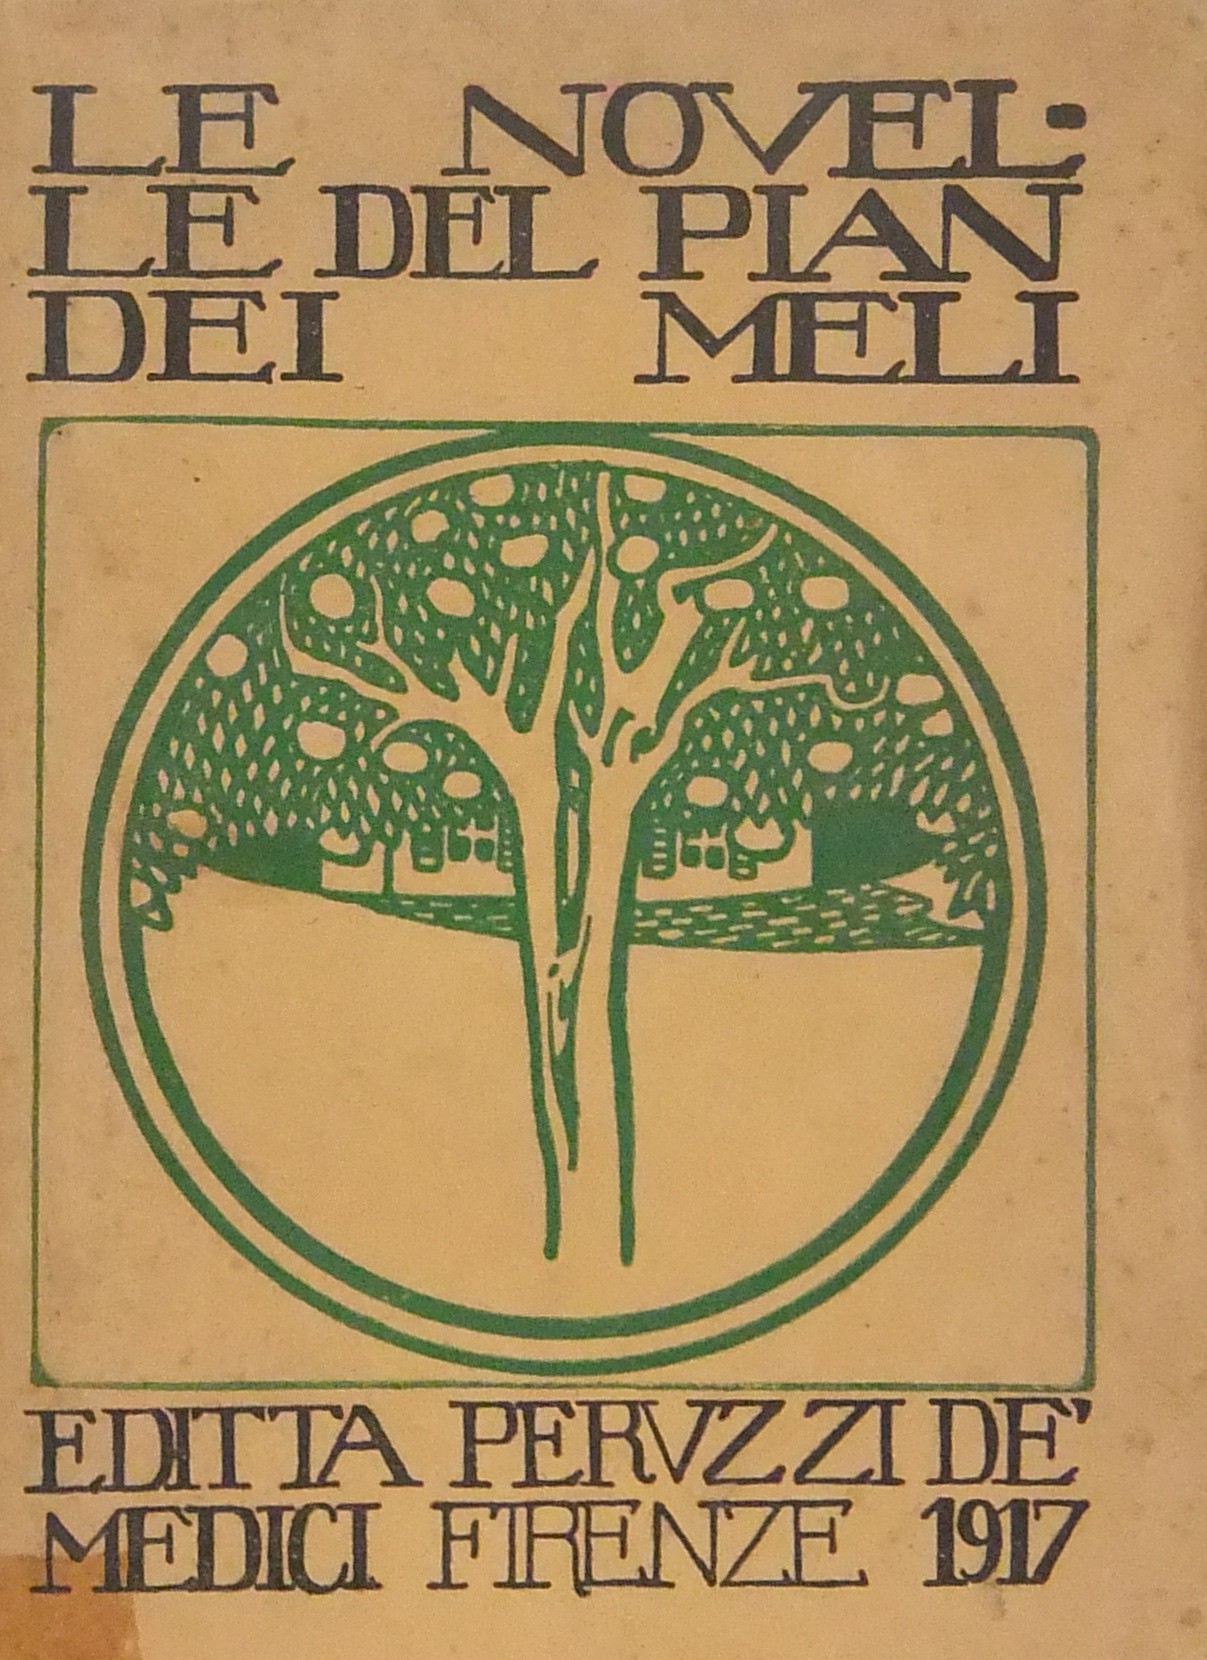 LE NOVEL-
LE DEL PIAN
DEI MELI
EDITTA PERVZZI DE'
MEDICI FIRENZE 1917